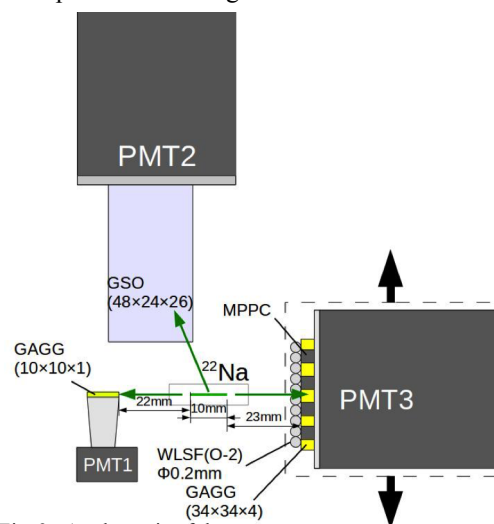 PMT2
GSO
(48×24×26)
MPPC
GAGG
(10×10×1)
22Na
22mm
10mm
23mm
PMT3
PMT1
WLSF(O-2)
Φ0.2mm
GAGG
(34×34×4)